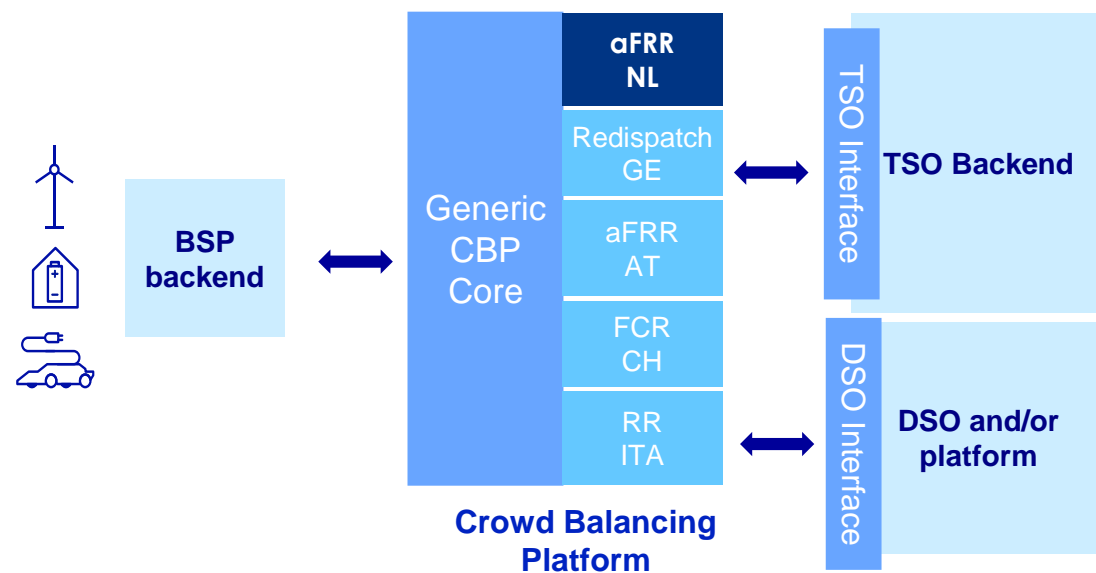 BSP
backend
Generic
CBP
Core
aFRR
NL
Redispatch
GE
aFRR
AT
FCR
CH
RR
ITA
Crowd Balancing
Platform
TSO Interface
TSO Backend
DSO Interface
DSO and/or
platform